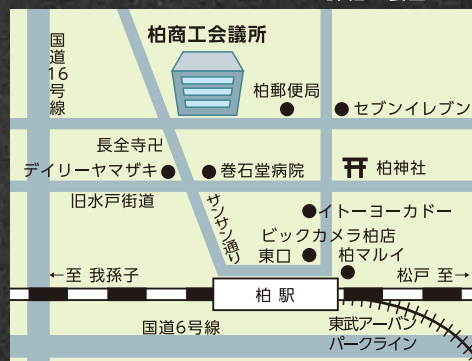 柏商工会議所
国道16号線
柏郵便局
セブンイレブン
長全寺卍
デイリーヤマザキ
巻石堂病院
柏神社
旧水戸街道
サンサン通り
イトーヨーカドー
ビックカメラ柏店
東口
柏マルイ
←至 我孫子
松戸 至→
柏 駅
国道6号線
東武アーバン
パークライン